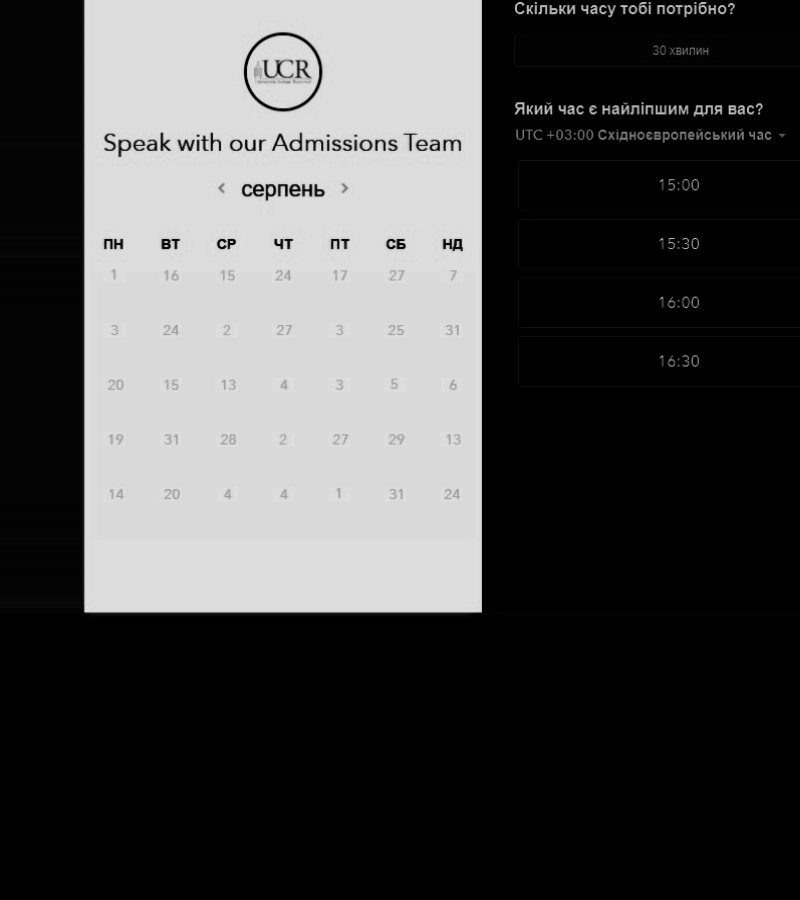 UCR
Speak with our Admissions Team
серпень
ПН ВТ СР ЧТ ПТ СБ НД
1 16 15 24 17 27 7
3 24 2 27 3 25 31
20 15 13 4 3 5 6
19 31 28 2 27 29 13
14 20 4 4 1 31 24
Скільки часу тобі потрібно?
30 хвилин
Який час є найліпшим для вас?
UTC +03:00 Східноєвропейський час
15:00
15:30
16:00
16:30